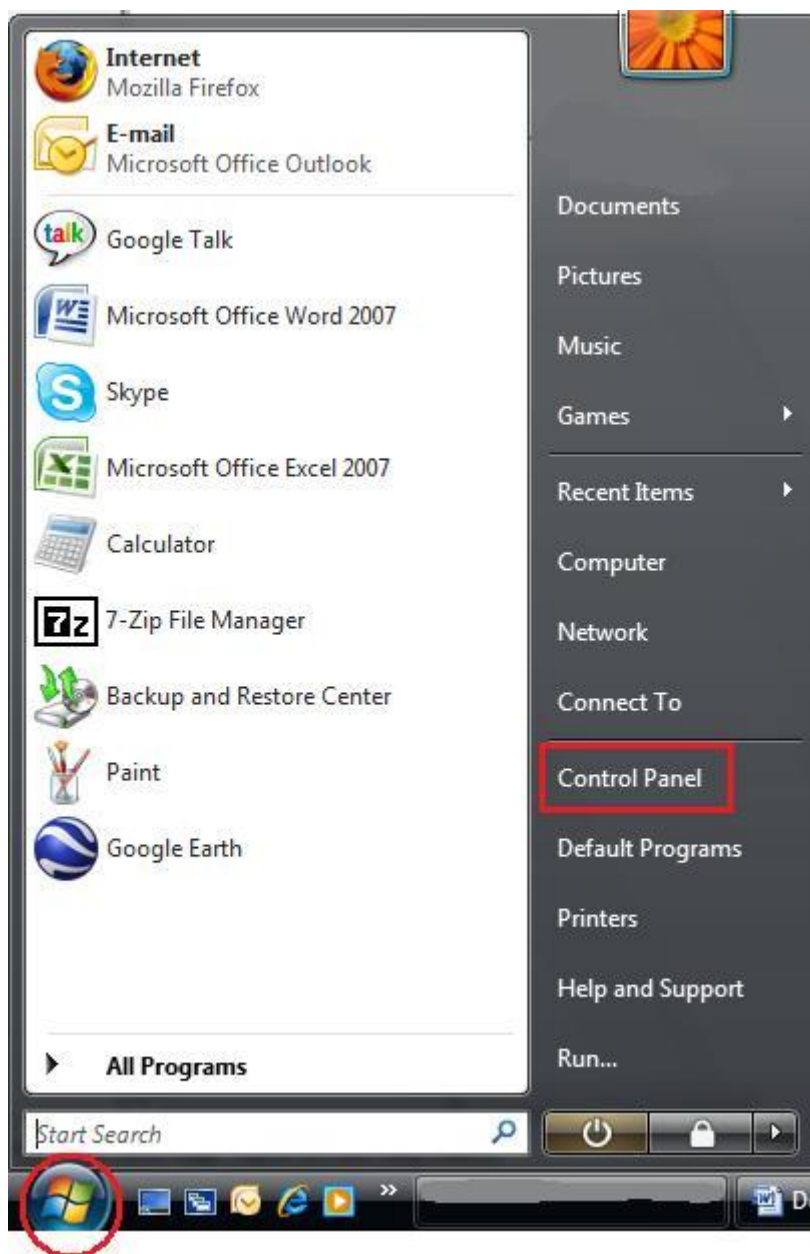 Internet
Mozilla Firefox
E-mail
Microsoft Office Outlook
talk
Google Talk
Microsoft Office Word 2007
Skype
Microsoft Office Excel 2007
Calculator
7z
7-Zip File Manager
Backup and Restore Center
Paint
Google Earth
All Programs
Start Search
Documents
Pictures
Music
Games
Recent Items
Computer
Network
Connect To
Control Panel
Default Programs
Printers
Help and Support
Run...